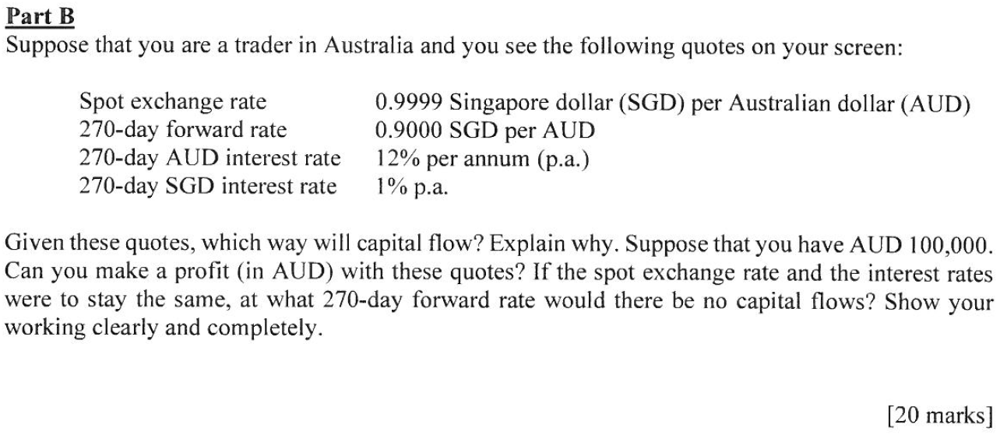 Part B
Suppose that you are a trader in Australia and you see the following quotes on your screen:
Spot exchange rate 0.9999 Singapore dollar (SGD) per Australian dollar (AUD)
270-day forward rate 0.9000 SGD per AUD
270-day AUD interest rate 12% per annum (p.a.)
270-day SGD interest rate 1% p.a.
Given these quotes, which way will capital flow? Explain why. Suppose that you have AUD 100,000.
Can you make a profit (in AUD) with these quotes? If the spot exchange rate and the interest rates
were to stay the same, at what 270-day forward rate would there be no capital flows? Show your
working clearly and completely.
[20 marks]